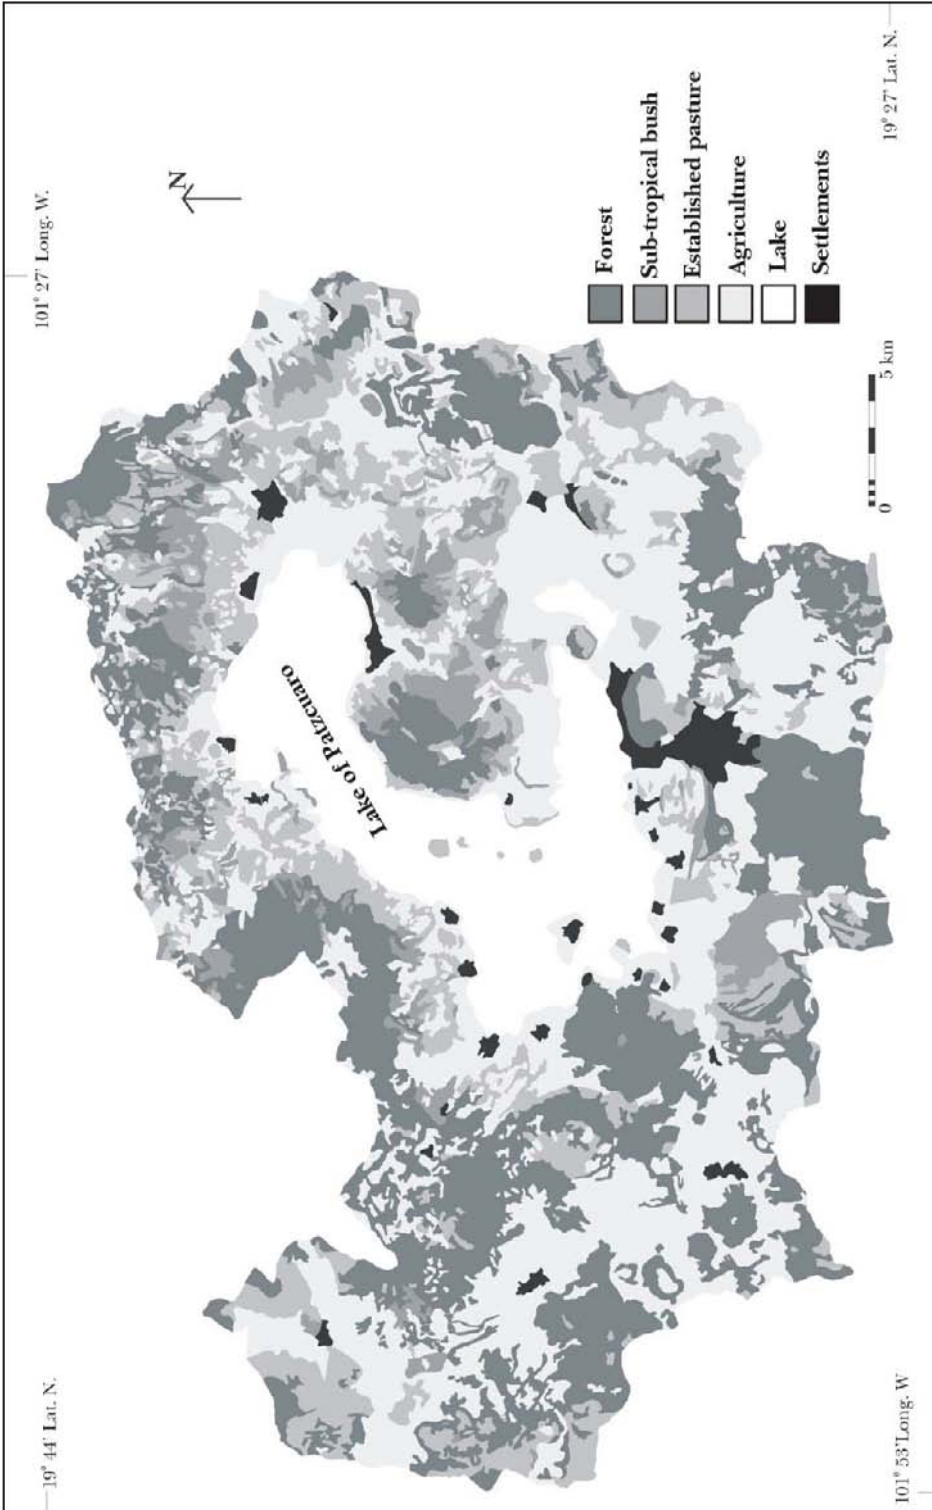 19° 44' Lat. N.
101° 27' Long. W.
N
Lake of Patzcuaro
Forest
Sub-tropical bush
Established pasture
Agriculture
Lake
Settlements
0
5 km
101° 53'Long. W
19° 27' Lat. N.